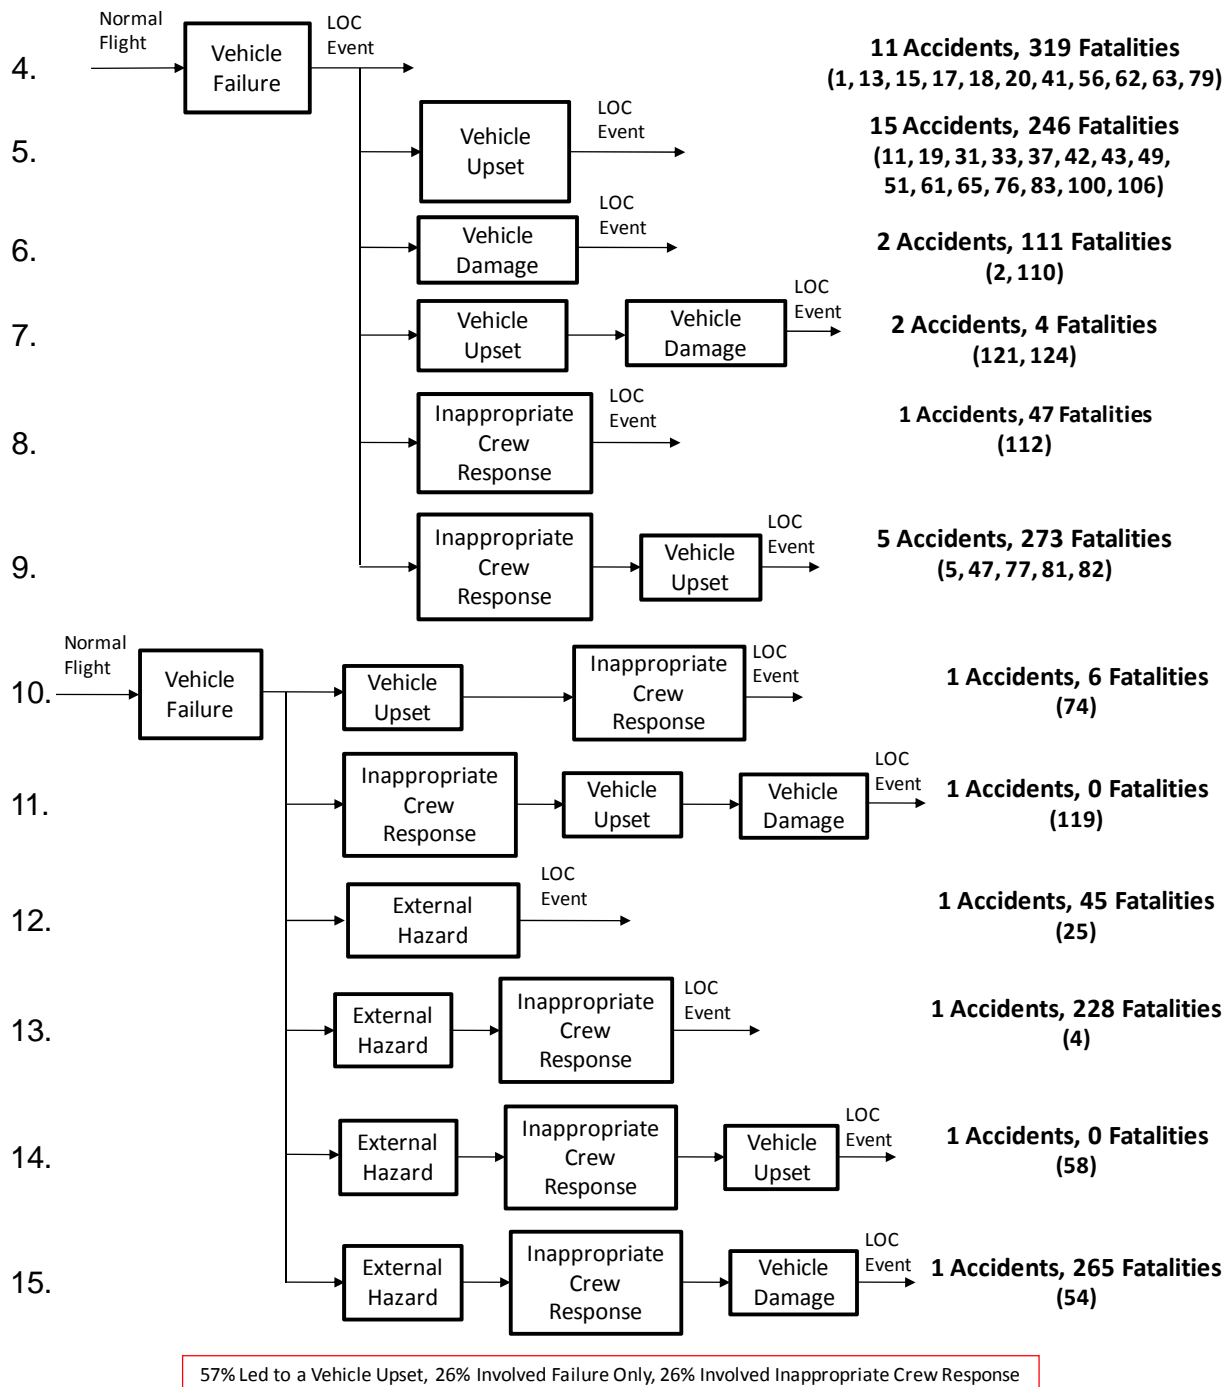 Normal
Flight
LOC
Event
4.
Vehicle
Failure
11 Accidents, 319 Fatalities
(1, 13, 15, 17, 18, 20, 41, 56, 62, 63, 79)
5.
Vehicle
Upset
LOC
Event
15 Accidents, 246 Fatalities
(11, 19, 31, 33, 37, 42, 43, 49,
51, 61, 65, 76, 83, 100, 106)
6.
Vehicle
Damage
LOC
Event
2 Accidents, 111 Fatalities
(2, 110)
7.
Vehicle
Upset
Vehicle
Damage
LOC
Event
2 Accidents, 4 Fatalities
(121, 124)
8.
Inappropriate
Crew
Response
LOC
Event
1 Accidents, 47 Fatalities
(112)
9.
Inappropriate
Crew
Response
Vehicle
Upset
LOC
Event
5 Accidents, 273 Fatalities
(5, 47, 77, 81, 82)
Normal
Flight
10.
Vehicle
Failure
Vehicle
Upset
Inappropriate
Crew
Response
LOC
Event
1 Accidents, 6 Fatalities
(74)
11.
Inappropriate
Crew
Response
Vehicle
Upset
Vehicle
Damage
LOC
Event
1 Accidents, 0 Fatalities
(119)
12.
External
Hazard
LOC
Event
1 Accidents, 45 Fatalities
(25)
13.
External
Hazard
Inappropriate
Crew
Response
LOC
Event
1 Accidents, 228 Fatalities
(4)
14.
External
Hazard
Inappropriate
Crew
Response
Vehicle
Upset
LOC
Event
1 Accidents, 0 Fatalities
(58)
15.
External
Hazard
Inappropriate
Crew
Response
Vehicle
Damage
LOC
Event
1 Accidents, 265 Fatalities
(54)
57% Led to a Vehicle Upset, 26% Involved Failure Only, 26% Involved Inappropriate Crew Response